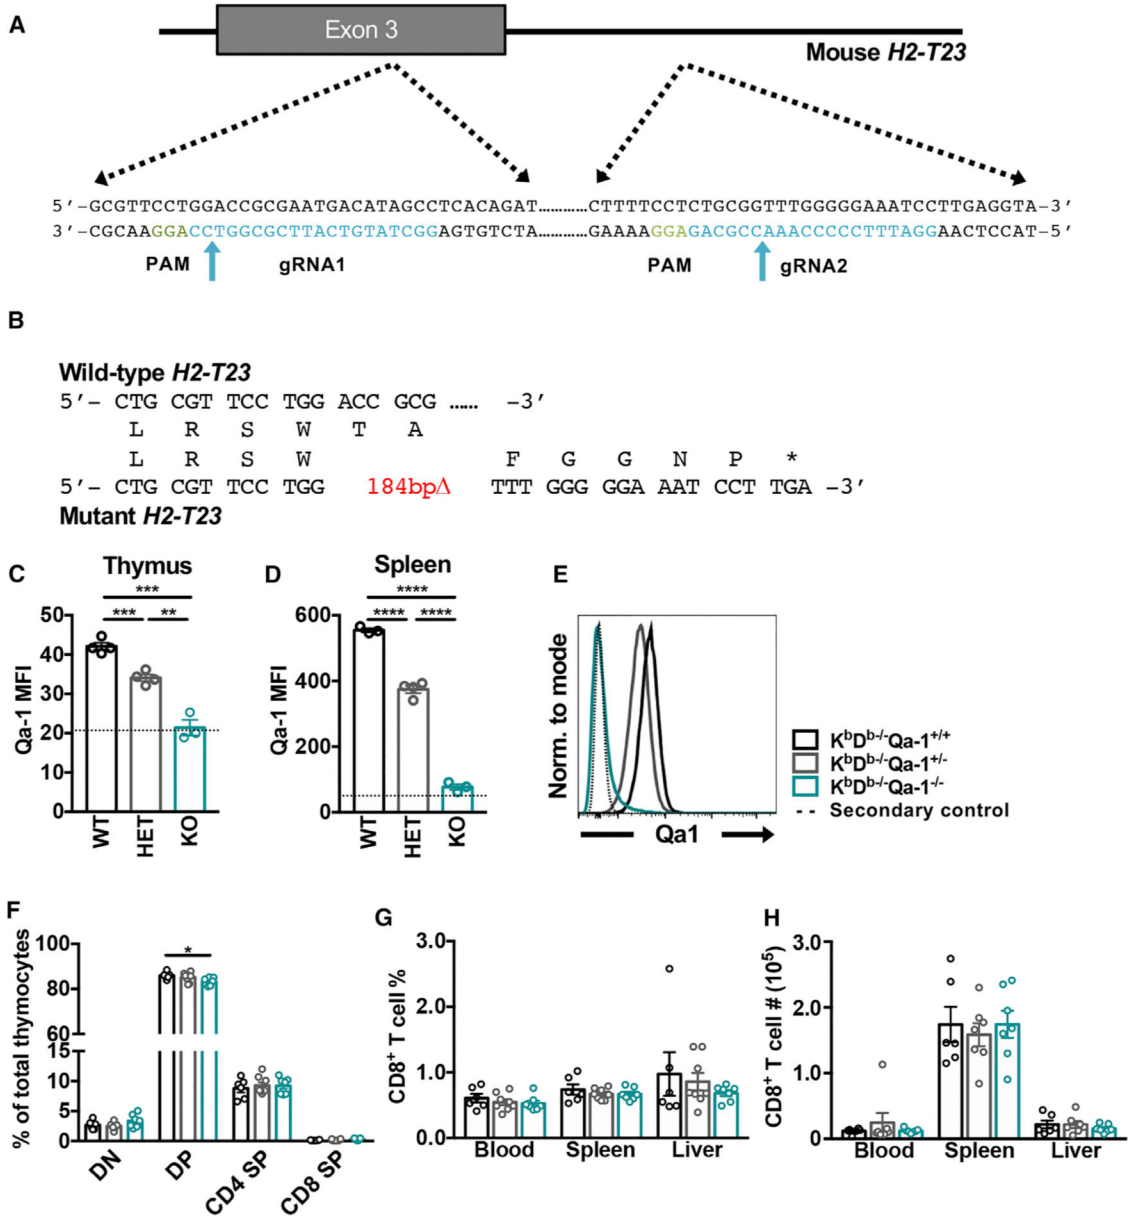 A
Exon 3
Mouse H2-T23
5′-GCGTTCCTGGACCGCGAATGACATAGCCTCACAGAT............CTTTTCCTCTGCGGTTTGGGGGAAATCCTTGAGGTA-3′
3′-CGCAAGGACCTGGCGCTTACTGTATCGGAGTGTCTA............GAAAAGGAGACGCCAAACCCCCTTTAGGAACTCCAT-5′
PAM gRNA1 PAM gRNA2
B
Wild-type H2-T23
5′- CTG CGT TCC TGG ACC GCG ...... -3′
L R S W T A
L R S W F G G N P *
5′- CTG CGT TCC TGG 184bpΔ TTT GGG GGA AAT CCT TGA -3′
Mutant H2-T23
C
Thymus
***
*** **
Qa-1 MFI
50
40
30
20
10
0
WT HET KO
D
Spleen
****
**** ****
Qa-1 MFI
600
400
200
0
WT HET KO
E
Norm. to mode
Qa1
KᵇDᵇ⁻/⁻Qa-1⁺/⁺
KᵇDᵇ⁻/⁻Qa-1⁺/⁻
KᵇDᵇ⁻/⁻Qa-1⁻/⁻
Secondary control
F
% of total thymocytes
100
80
60
15
10
5
0
*
DN DP CD4 SP CD8 SP
G
CD8⁺ T cell %
3.0
2.0
1.0
0.0
Blood Spleen Liver
H
CD8⁺ T cell # (10⁵)
3.0
2.0
1.0
0
Blood Spleen Liver